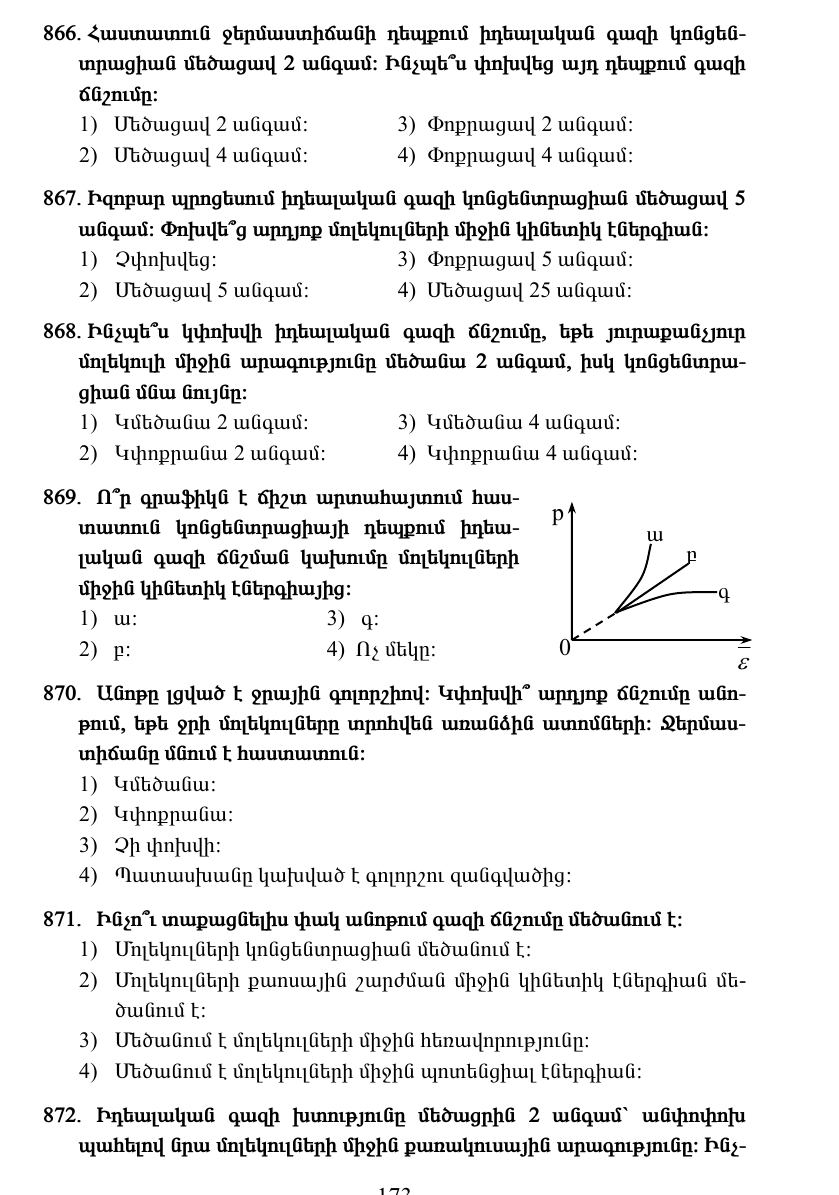 866. Հաստատուն ջերմաստիճանի դեպքում իդեալական գազի կոնցեն-
տրացիան մեծացավ 2 անգամ: Ինչպե՞ս փոխվեց այդ դեպքում գազի
ճնշումը:
1) Մեծացավ 2 անգամ: 3) Փոքրացավ 2 անգամ:
2) Մեծացավ 4 անգամ: 4) Փոքրացավ 4 անգամ:
867. Իզոբար պրոցեսում իդեալական գազի կոնցենտրացիան մեծացավ 5
անգամ: Փոխվե՞ց արդյոք մոլեկուլների միջին կինետիկ էներգիան:
1) Չփոխվեց: 3) Փոքրացավ 5 անգամ:
2) Մեծացավ 5 անգամ: 4) Մեծացավ 25 անգամ:
868. Ինչպե՞ս կփոխվի իդեալական գազի ճնշումը, եթե յուրաքանչյուր
մոլեկուլի միջին արագությունը մեծանա 2 անգամ, իսկ կոնցենտրա-
ցիան մնա նույնը:
1) Կմեծանա 2 անգամ: 3) Կմեծանա 4 անգամ:
2) Կփոքրանա 2 անգամ: 4) Կփոքրանա 4 անգամ:
869. Ո՞ր գրաֆիկն է ճիշտ արտահայտում հաս-
տատուն կոնցենտրացիայի դեպքում իդեա-
լական գազի ճնշման կախումը մոլեկուլների
միջին կինետիկ էներգիայից:
1) ա: 3) գ:
2) բ: 4) Ոչ մեկը:
p
ա
բ
գ
0
ε̅
870. Անոթը լցված է ջրային գոլորշիով: Կփոխվի՞ արդյոք ճնշումը անո-
թում, եթե ջրի մոլեկուլները տրոհվեն առանձին ատոմների: Ջերմաս-
տիճանը մնում է հաստատուն:
1) Կմեծանա:
2) Կփոքրանա:
3) Չի փոխվի:
4) Պատասխանը կախված է գոլորշու զանգվածից:
871. Ինչո՞ւ տաքացնելիս փակ անոթում գազի ճնշումը մեծանում է:
1) Մոլեկուլների կոնցենտրացիան մեծանում է:
2) Մոլեկուլների քաոսային շարժման միջին կինետիկ էներգիան մե-
ծանում է:
3) Մեծանում է մոլեկուլների միջին հեռավորությունը:
4) Մեծանում է մոլեկուլների միջին պոտենցիալ էներգիան:
872. Իդեալական գազի խտությունը մեծացրին 2 անգամ՝ անփոփոխ
պահելով նրա մոլեկուլների միջին քառակուսային արագությունը: Ինչ-
173